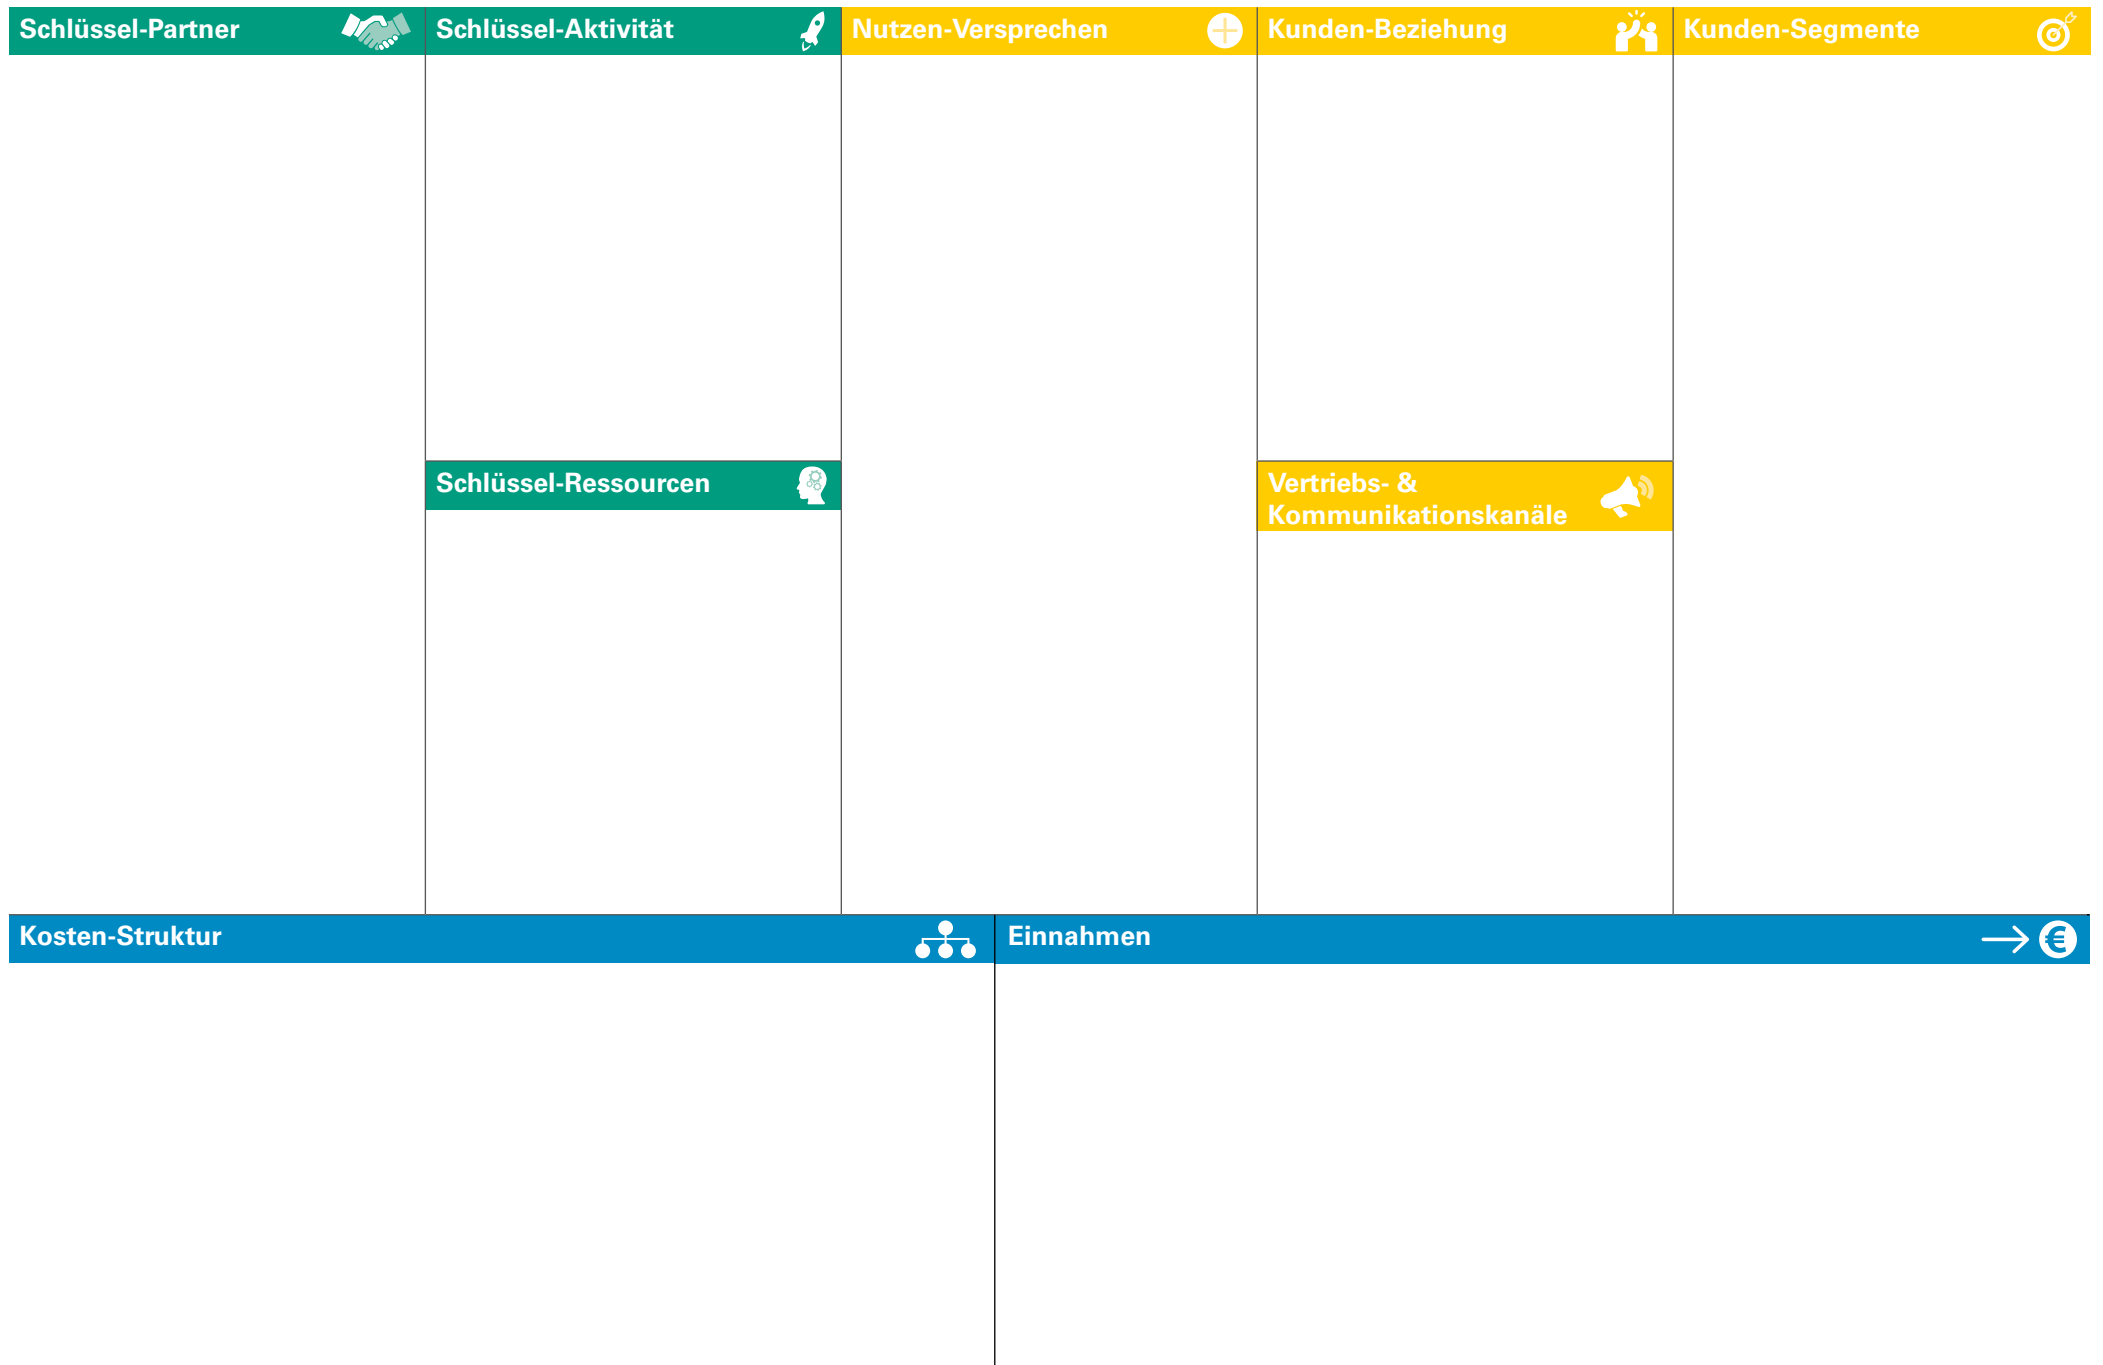 Schlüssel-Partner
Schlüssel-Aktivität
Nutzen-Versprechen
Kunden-Beziehung
Kunden-Segmente
Schlüssel-Ressourcen
Vertriebs- &
Kommunikationskanäle
Kosten-Struktur
Einnahmen
€